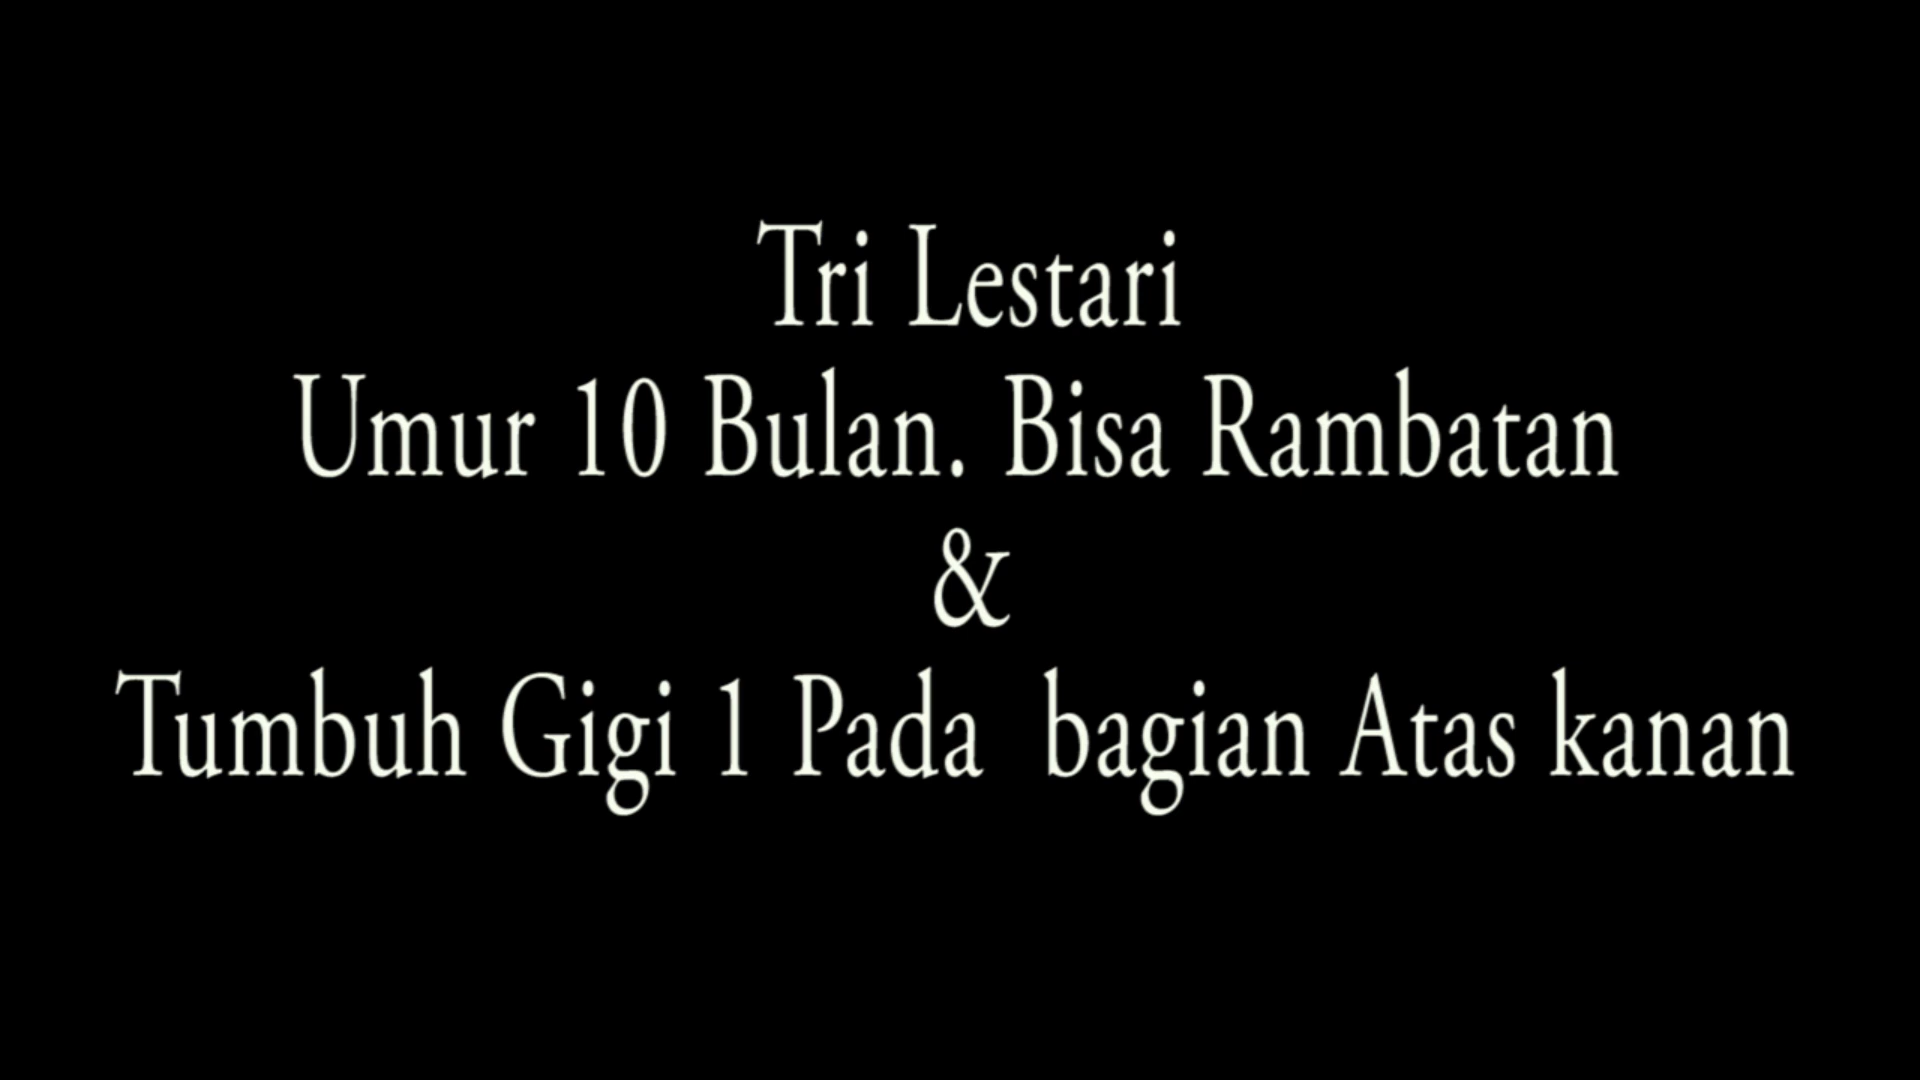 Tri Lestari
Umur 10 Bulan. Bisa Rambatan
&
Tumbuh Gigi 1 Pada  bagian Atas kanan